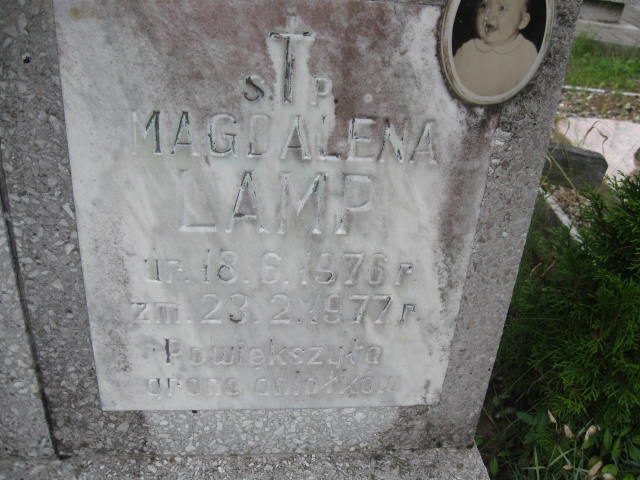 Ś P
MAGDALENA
LAMP
ur. 18.6.1976 r.
zm. 23.2.1977 r.
Powiększyła
grono aniołków